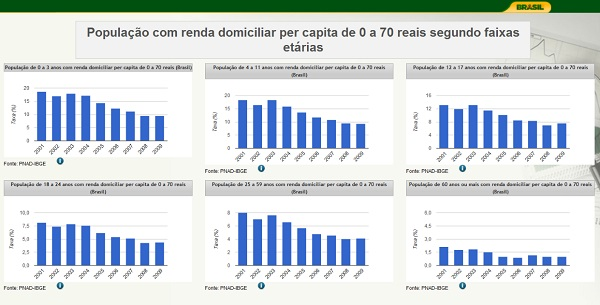 BRASIL
População com renda domiciliar per capita de 0 a 70 reais segundo faixas
etárias
População de 0 a 3 anos com renda domiciliar per capita de 0 a 70 reais (Brasil)
Taxa (%)
20
15
10
5
0
2001 2002 2003 2004 2005 2006 2007 2008 2009
Fonte: PNAD-IBGE
População de 4 a 11 anos com renda domiciliar per capita de 0 a 70 reais
(Brasil)
Taxa (%)
20
15
10
5
0
2001 2002 2003 2004 2005 2006 2007 2008 2009
Fonte: PNAD-IBGE
População de 13 a 17 anos com renda domiciliar per capita de 0 a 70 reais
(Brasil)
Taxa (%)
16
12
8
4
0
2001 2002 2003 2004 2005 2006 2007 2008 2009
Fonte: PNAD-IBGE
População de 18 a 24 anos com renda domiciliar per capita de 0 a 70 reais
(Brasil)
Taxa (%)
10,0
7,5
5,0
2,5
0,0
2001 2002 2003 2004 2005 2006 2007 2008 2009
Fonte: PNAD-IBGE
População de 25 a 59 anos com renda domiciliar per capita de 0 a 70 reais
(Brasil)
Taxa (%)
8
6
4
2
0
2001 2002 2003 2004 2005 2006 2007 2008 2009
Fonte: PNAD-IBGE
População de 60 anos ou mais com renda domiciliar per capita de 0 a 70 reais
(Brasil)
Taxa (%)
6,0
4,5
3,0
1,5
0,0
2001 2002 2003 2004 2005 2006 2007 2008 2009
Fonte: PNAD-IBGE